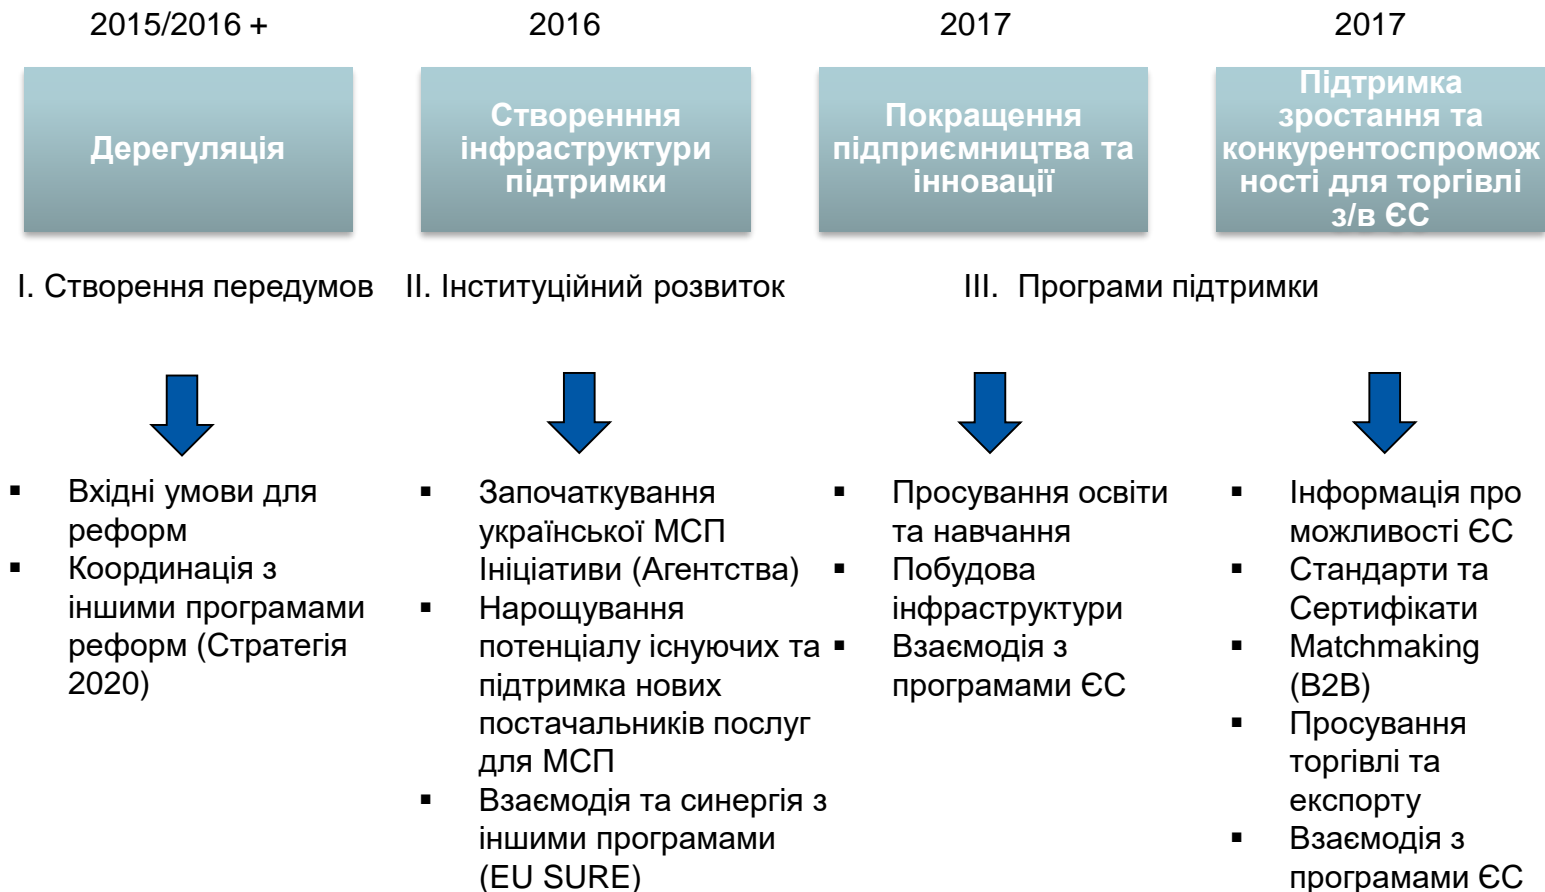 2015/2016 +
2016
2017
2017
Дерегуляція
Створенння
інфраструктури
підтримки
Покращення
підприємництва та
інновації
Підтримка
зростання та
конкурентоспромож
ності для торгівлі
з/в ЄС
I. Створення передумов
II. Інституційний розвиток
III. Програми підтримки
▪ Вхідні умови для
реформ
▪ Координація з
іншими програмами
реформ (Стратегія
2020)
▪ Започаткування
української МСП
Ініціативи (Агентства)
▪ Нарощування
потенціалу існуючих та
підтримка нових
постачальників послуг
для МСП
▪ Взаємодія та синергія з
іншими програмами
(EU SURE)
▪ Просування освіти
та навчання
▪ Побудова
інфраструктури
▪ Взаємодія з
програмами ЄС
▪ Інформація про
можливості ЄС
▪ Стандарти та
Сертифікати
▪ Matchmaking
(B2B)
▪ Просування
торгівлі та
експорту
▪ Взаємодія з
програмами ЄС